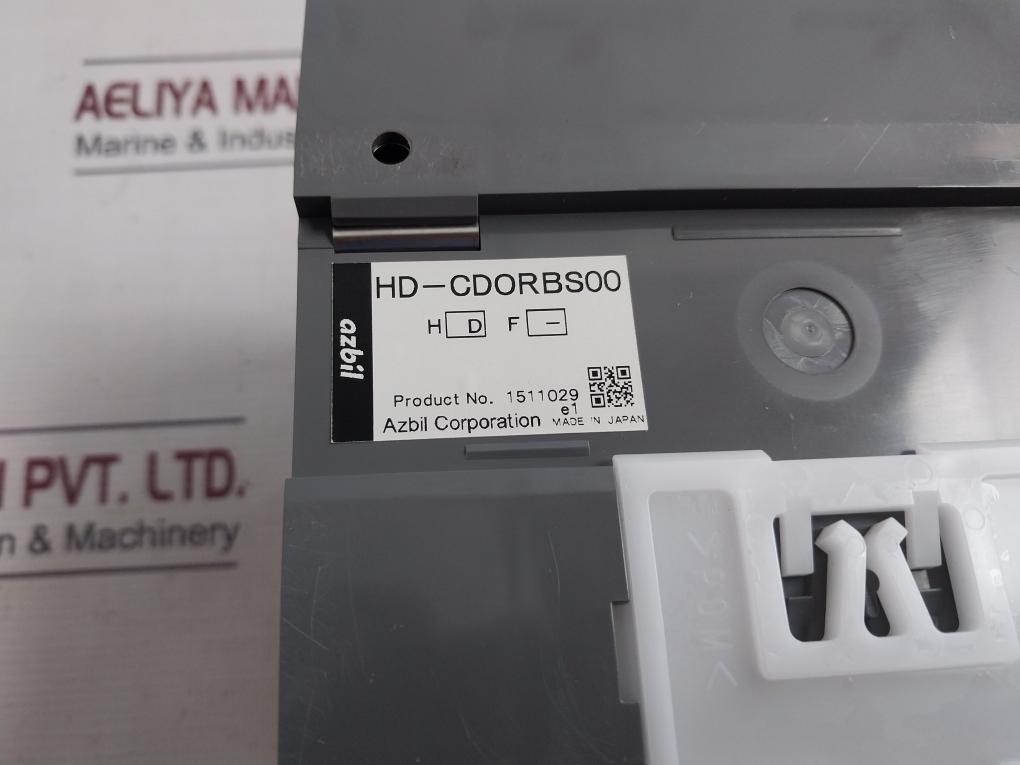 AELIYA MA
Marine & Indus
PVT. LTD.
n & Machinery
azbil
HD-CDORBS00
H D F -
Product No. 1511029
e1
Azbil Corporation MADE IN JAPAN
>POM<